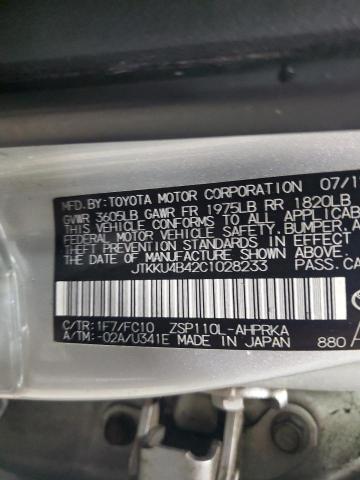 MFD.BY: TOYOTA MOTOR CORPORATION 07/1
GVWR 3605LB GAWR FR 1975LB RR 1820LB
THIS VEHICLE CONFORMS TO ALL APPLICAB
FEDERAL MOTOR VEHICLE SAFETY, BUMPER, A
THEFT PREVENTION STANDARDS IN EFFECT ON
DATE OF MANUFACTURE SHOWN ABOVE.
JTKKU4B42C1028233 PASS.CA
C/TR: 1F7/FC10 ZSP110L-AHPRKA
A/TM: -02A/U341E MADE IN JAPAN 880 A